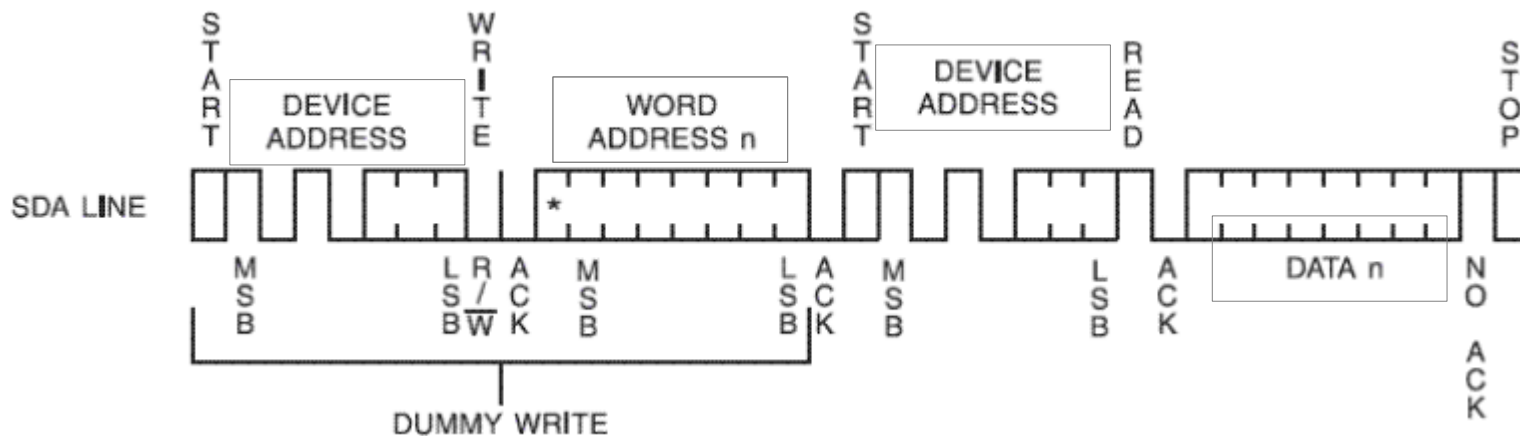 START
WRITE
START
READ
STOP
DEVICE
ADDRESS
WORD
ADDRESS n
DEVICE
ADDRESS
SDA LINE
*
MSB
LSB
R/W
ACK
MSB
LSB
ACK
MSB
LSB
ACK
DATA n
NO ACK
DUMMY WRITE